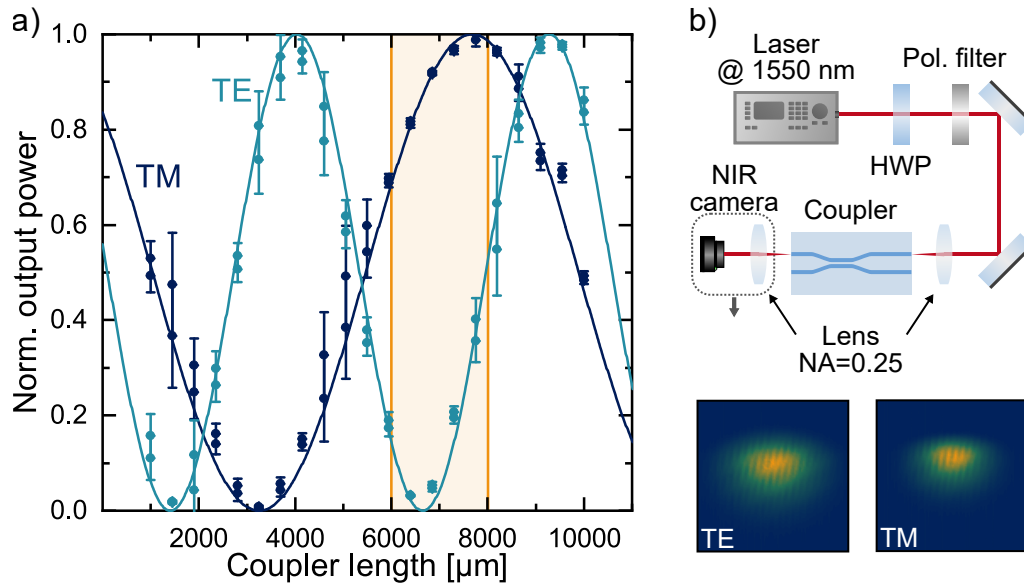 a)
1.0
0.8
0.6
0.4
0.2
0.0
Norm. output power
TE
TM
2000 4000 6000 8000 10000
Coupler length [µm]
b)
Laser
@ 1550 nm
Pol. filter
HWP
NIR
camera
Coupler
Lens
NA=0.25
TE
TM